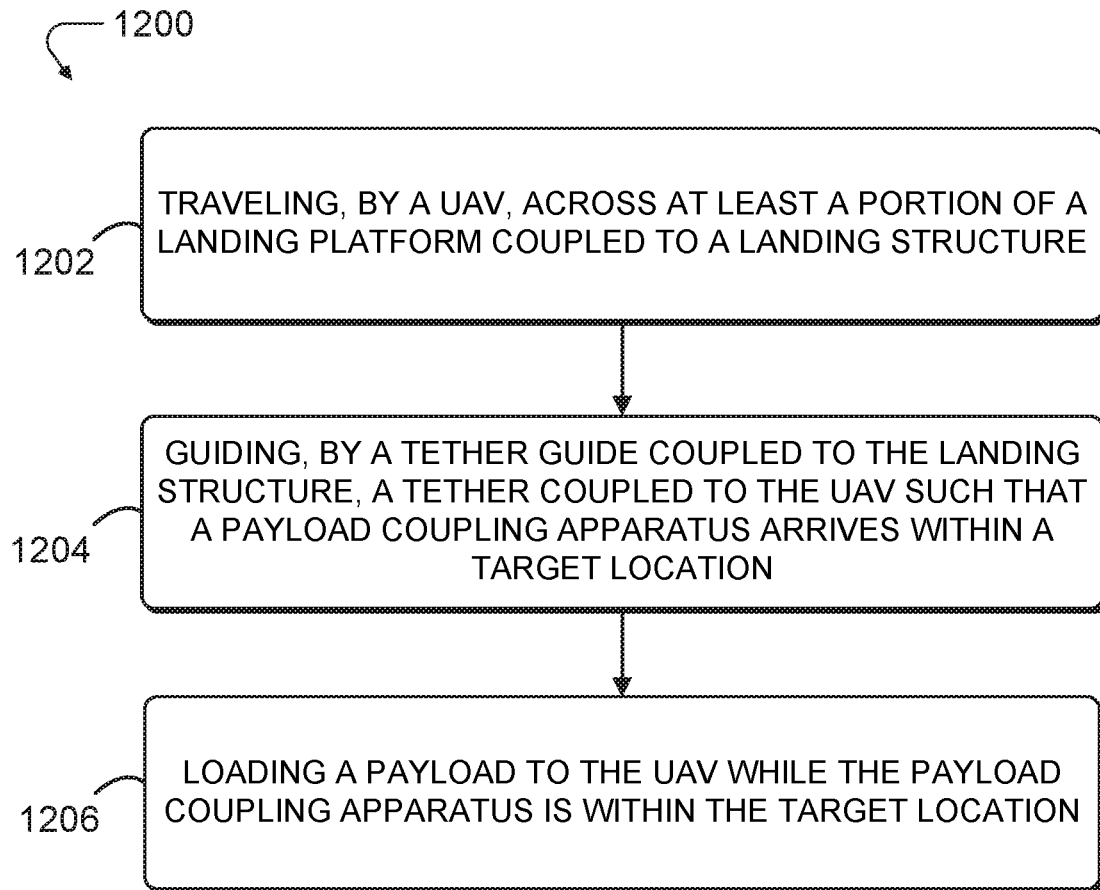 1200
TRAVELING, BY A UAV, ACROSS AT LEAST A PORTION OF A
LANDING PLATFORM COUPLED TO A LANDING STRUCTURE
1202
GUIDING, BY A TETHER GUIDE COUPLED TO THE LANDING
STRUCTURE, A TETHER COUPLED TO THE UAV SUCH THAT
A PAYLOAD COUPLING APPARATUS ARRIVES WITHIN A
TARGET LOCATION
1204
LOADING A PAYLOAD TO THE UAV WHILE THE PAYLOAD
COUPLING APPARATUS IS WITHIN THE TARGET LOCATION
1206